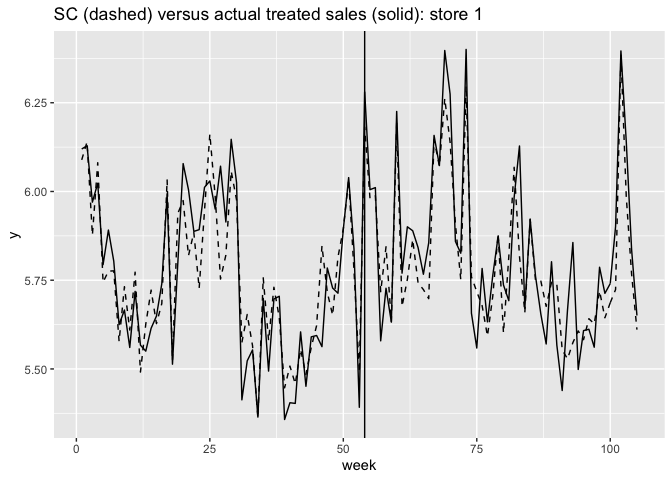 SC (dashed) versus actual treated sales (solid): store 1
y
6.25
6.00
5.75
5.50
0 25 50 75 100
week